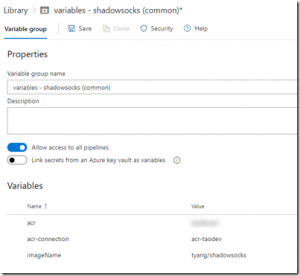 Library > variables - shadowsocks (common)*
Variable group Save Clone Security Help
Properties
Variable group name
variables - shadowsocks (common)
Description
Allow access to all pipelines
Link secrets from an Azure key vault as variables
Variables
Name ↑ Value
acr
acr-connection acr-taodev
imageName tyang/shadowsocks